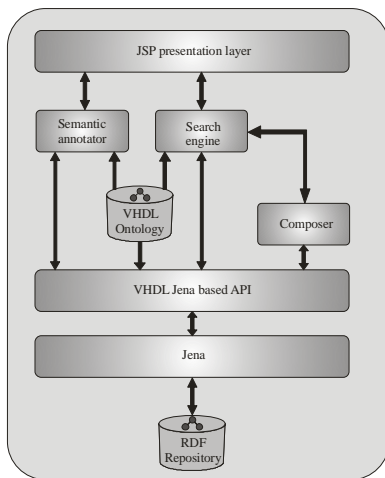 JSP presentation layer
Semantic
annotator
Search
engine
VHDL
Ontology
Composer
VHDL Jena based API
Jena
RDF
Repository